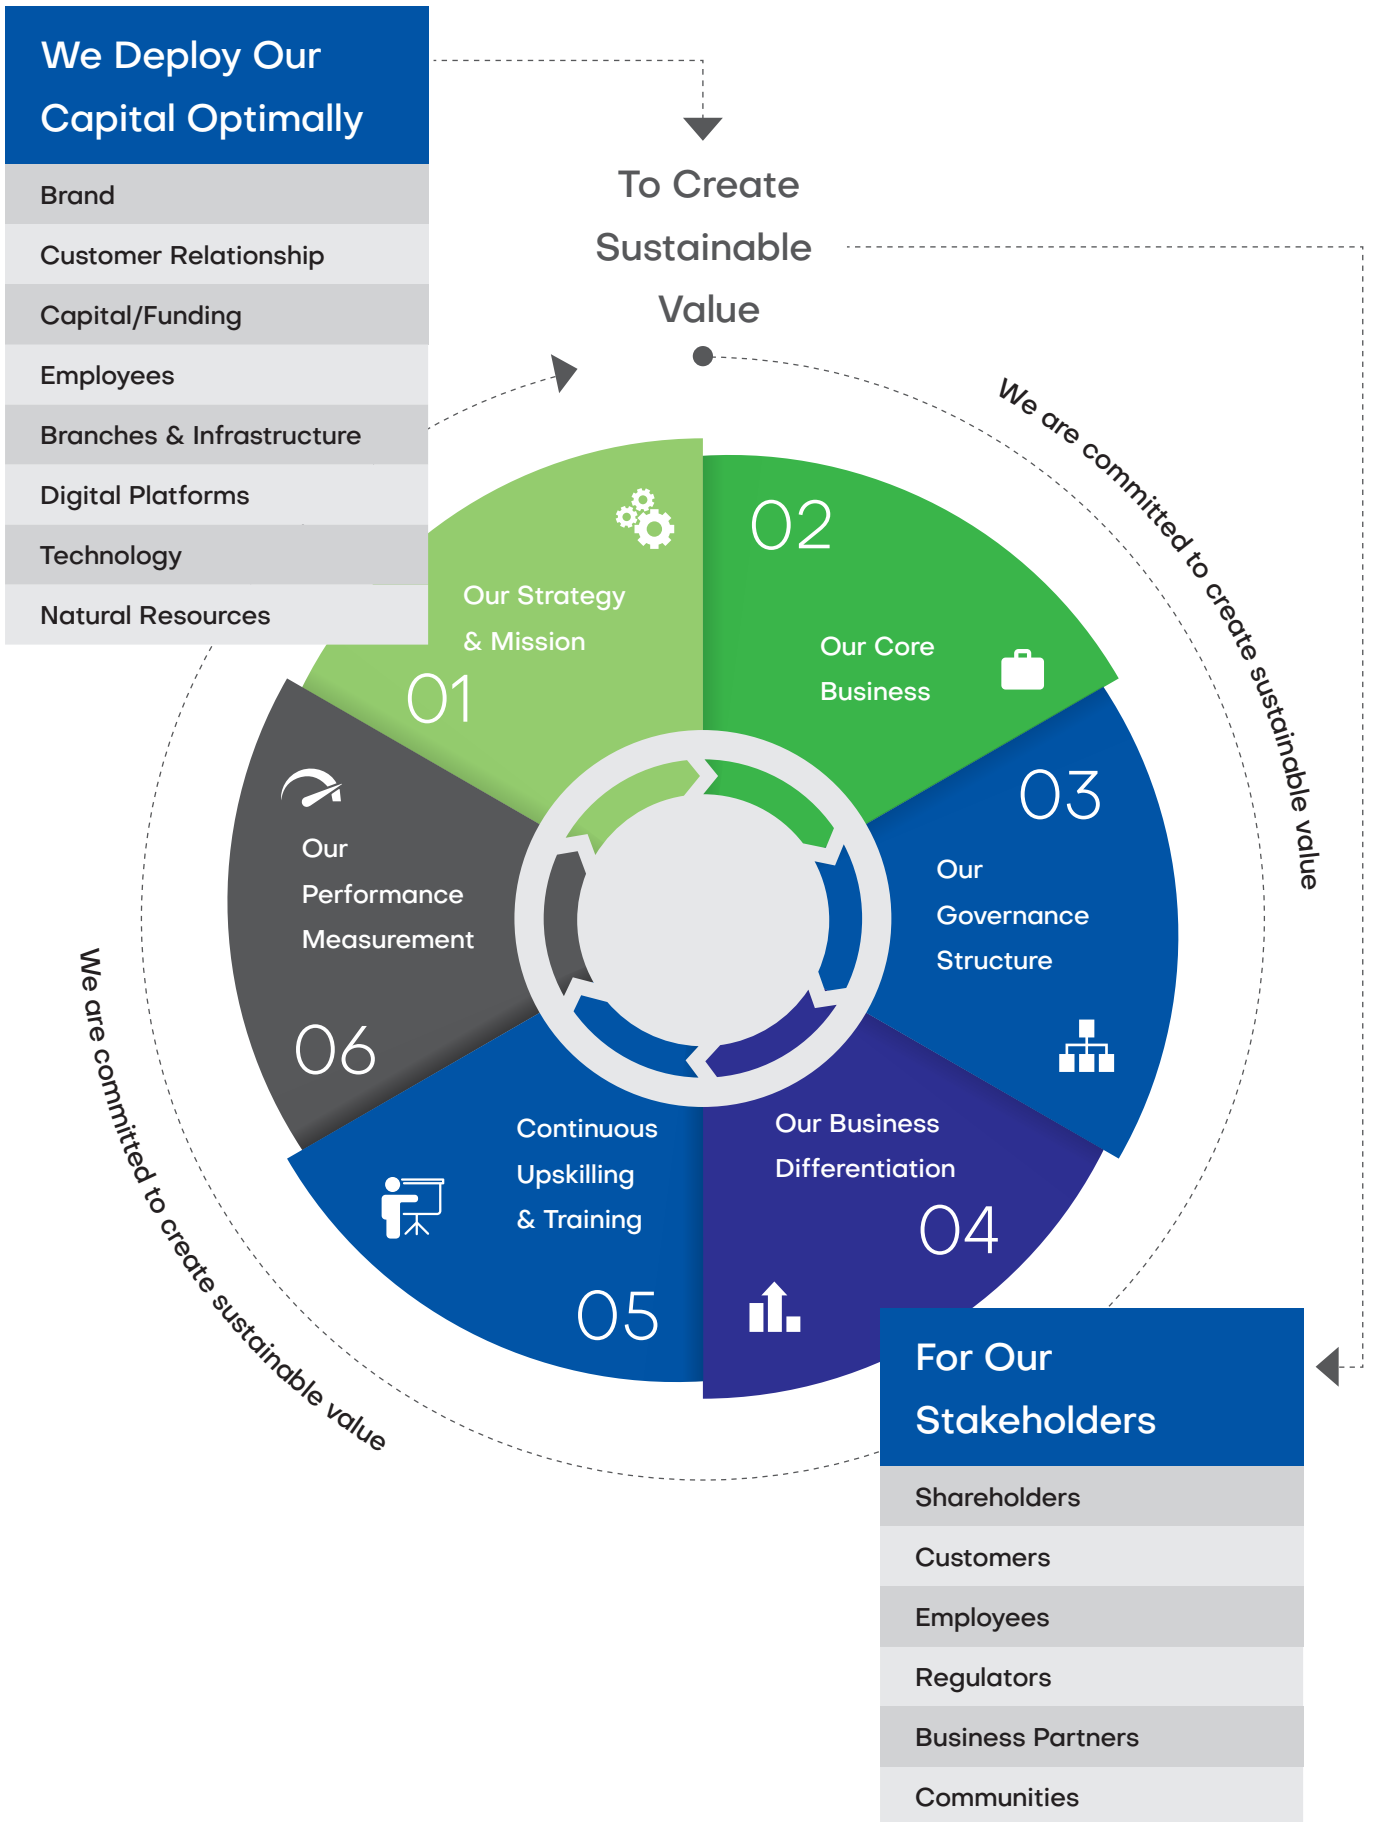 We Deploy Our
Capital Optimally
Brand
Customer Relationship
Capital/Funding
Employees
Branches & Infrastructure
Digital Platforms
Technology
Natural Resources
To Create
Sustainable
Value
We are committed to create sustainable value
01
Our Strategy
& Mission
02
Our Core
Business
03
Our
Governance
Structure
Our Business
Differentiation
04
Continuous
Upskilling
& Training
05
Our
Performance
Measurement
06
We are committed to create sustainable value
For Our
Stakeholders
Shareholders
Customers
Employees
Regulators
Business Partners
Communities